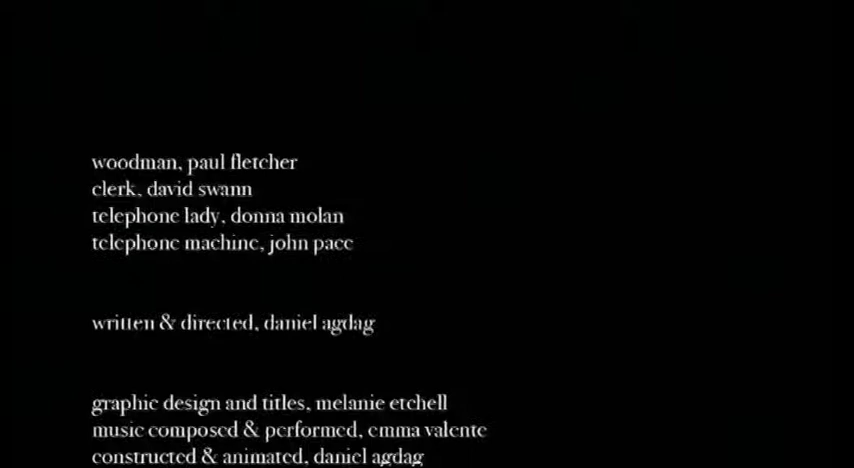 woodman, paul fletcher
clerk, david swann
telephone lady, donna molan
telephone machine, john pace
written & directed, daniel agdag
graphic design and titles, melanie etchell
music composed & performed, emma valente
constructed & animated, daniel agdag